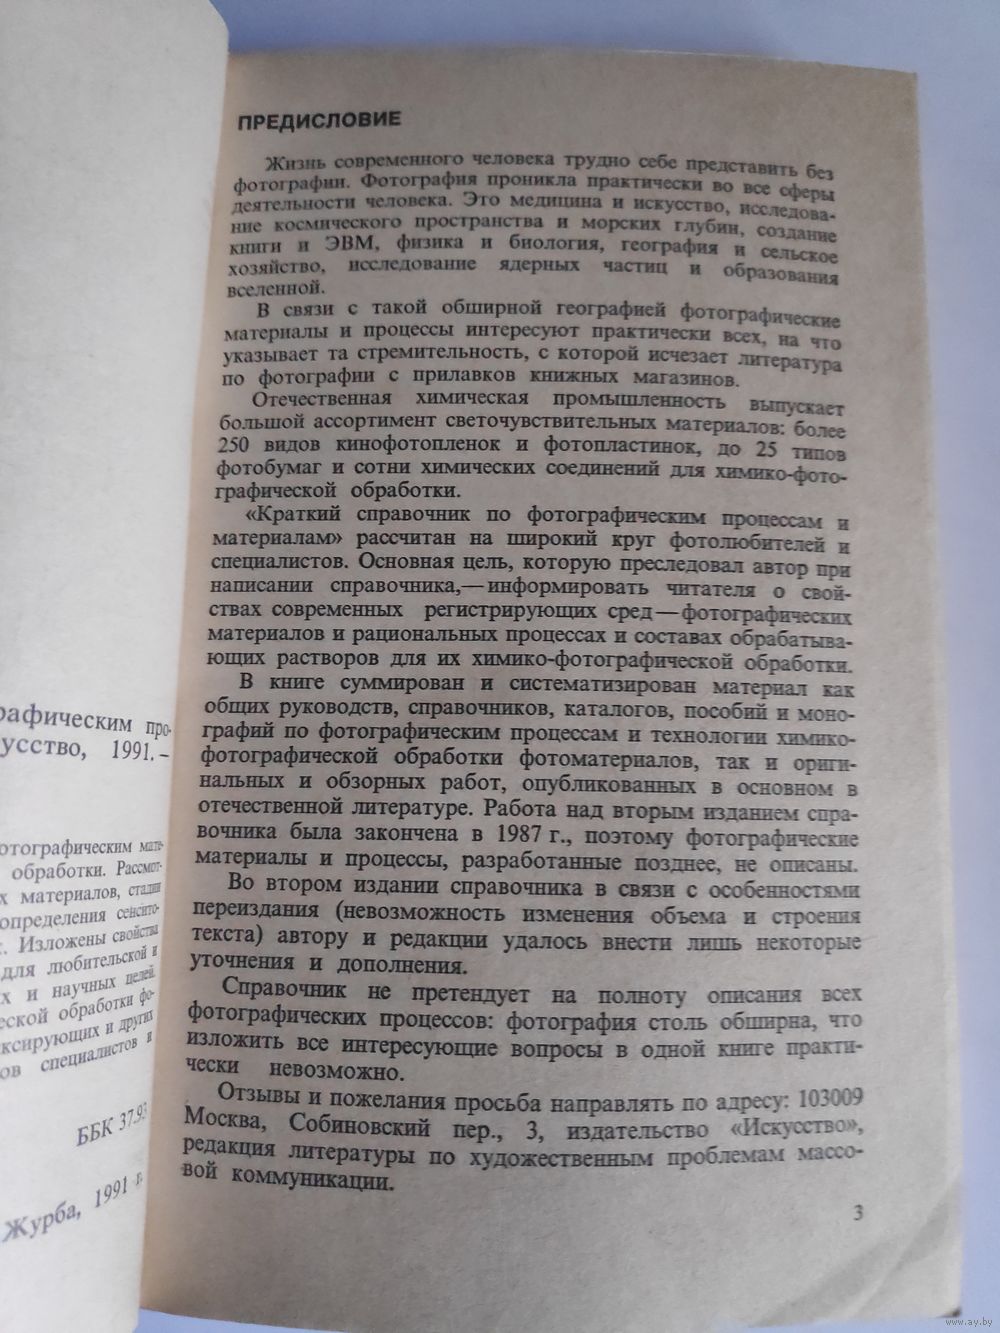 графическим про-
усство, 1991.—
отографическим мате-
обработки. Рассмот-
х материалов, стадии
определения сенсито-
Изложены свойства
для любительской и
х и научных целей.
еской обработки фо-
ксирующих и других
ов специалистов и
ББК 37.93
Журба, 1991 г.
ПРЕДИСЛОВИЕ
Жизнь современного человека трудно себе представить без
фотографии. Фотография проникла практически во все сферы
деятельности человека. Это медицина и искусство, исследова-
ние космического пространства и морских глубин, создание
книги и ЭВМ, физика и биология, география и сельское
хозяйство, исследование ядерных частиц и образования
вселенной.
В связи с такой обширной географией фотографические
материалы и процессы интересуют практически всех, на что
указывает та стремительность, с которой исчезает литература
по фотографии с прилавков книжных магазинов.
Отечественная химическая промышленность выпускает
большой ассортимент светочувствительных материалов: более
250 видов кинофотопленок и фотопластинок, до 25 типов
фотобумаг и сотни химических соединений для химико-фото-
графической обработки.
«Краткий справочник по фотографическим процессам и
материалам» рассчитан на широкий круг фотолюбителей и
специалистов. Основная цель, которую преследовал автор при
написании справочника,—информировать читателя о свой-
ствах современных регистрирующих сред—фотографических
материалов и рациональных процессах и составах обрабатыва-
ющих растворов для их химико-фотографической обработки.
В книге суммирован и систематизирован материал как
общих руководств, справочников, каталогов, пособий и моно-
графий по фотографическим процессам и технологии химико-
фотографической обработки фотоматериалов, так и ориги-
нальных и обзорных работ, опубликованных в основном в
отечественной литературе. Работа над вторым изданием спра-
вочника была закончена в 1987 г., поэтому фотографические
материалы и процессы, разработанные позднее, не описаны.
Во втором издании справочника в связи с особенностями
переиздания (невозможность изменения объема и строения
текста) автору и редакции удалось внести лишь некоторые
уточнения и дополнения.
Справочник не претендует на полноту описания всех
фотографических процессов: фотография столь обширна, что
изложить все интересующие вопросы в одной книге практи-
чески невозможно.
Отзывы и пожелания просьба направлять по адресу: 103009
Москва, Собиновский пер., 3, издательство «Искусство»,
редакция литературы по художественным проблемам массо-
вой коммуникации.
3
www.ay.by